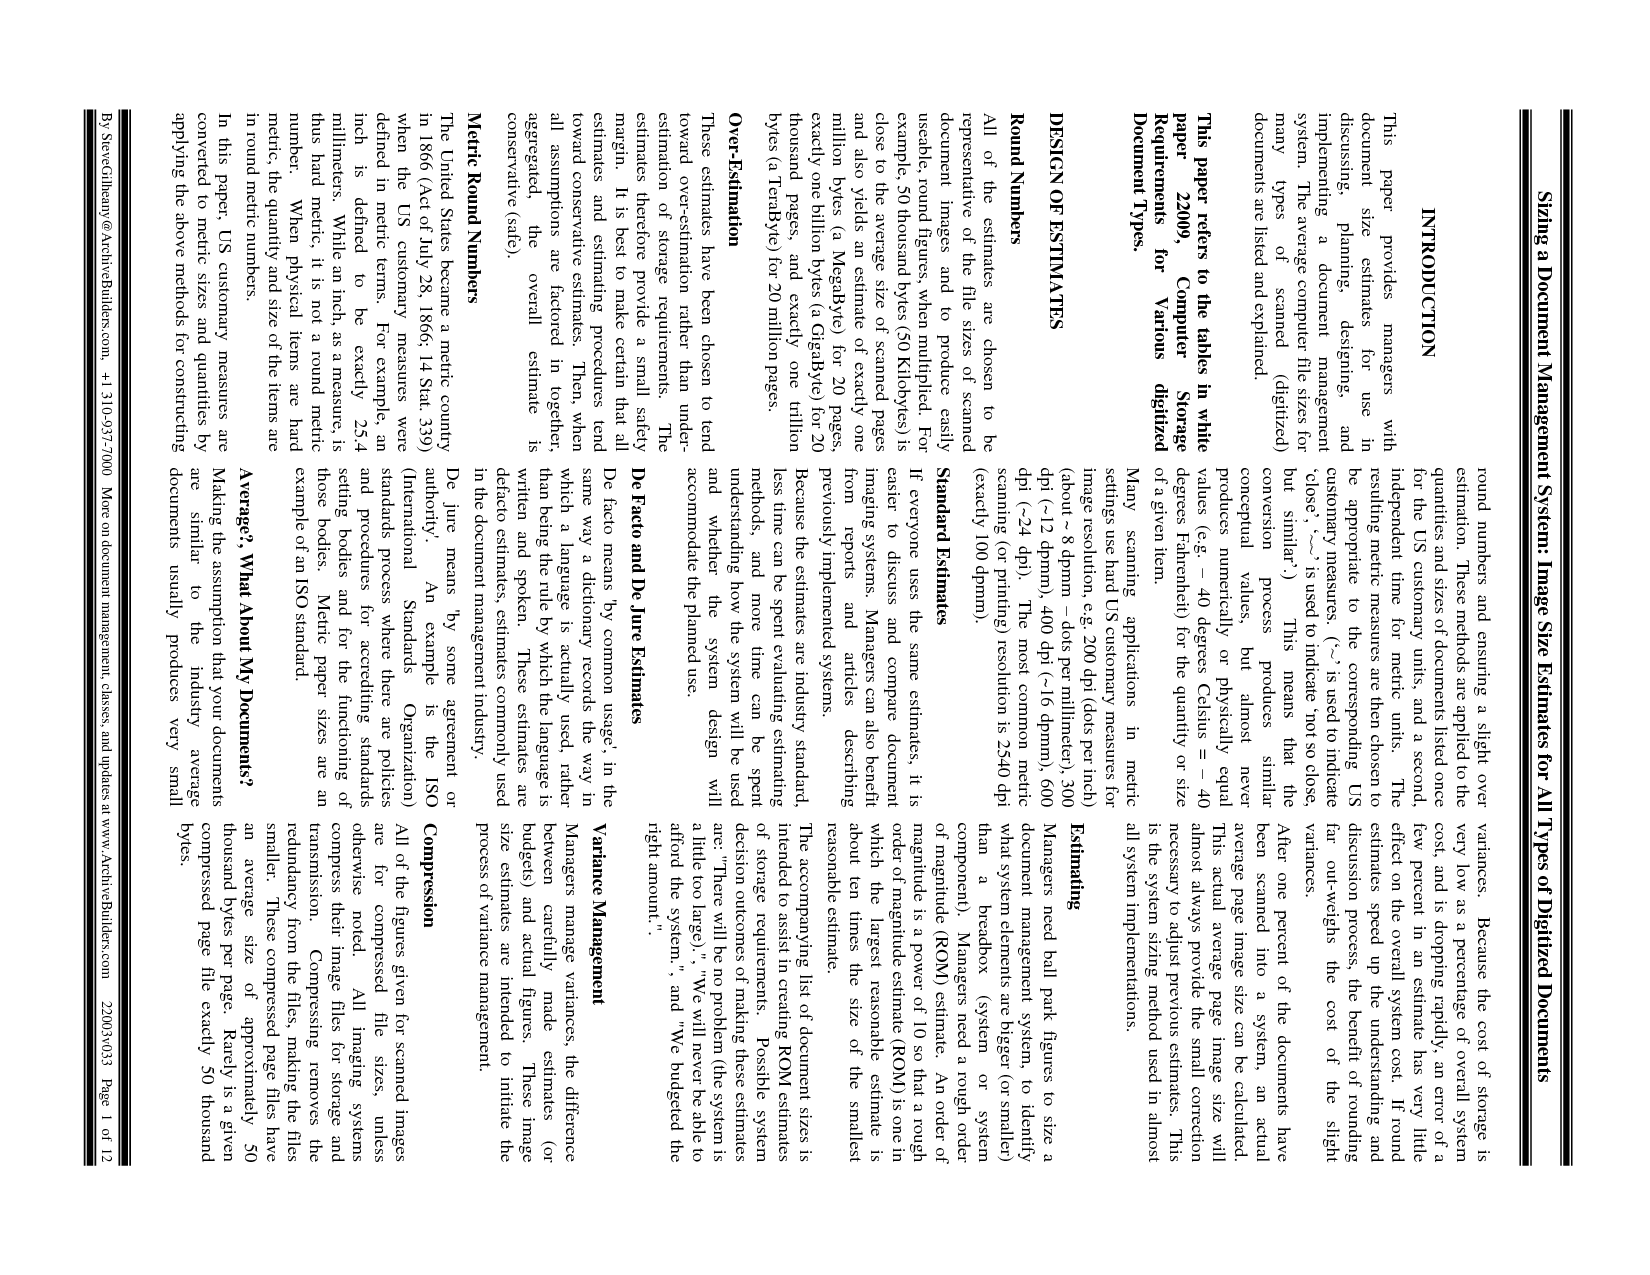 Sizing a Document Management System: Image Size Estimates for All Types of Digitized Documents
INTRODUCTION
This paper provides managers with
document size estimates for use in
discussing, planning, designing, and
implementing a document management
system. The average computer file sizes for
many types of scanned (digitized)
documents are listed and explained.
This paper refers to the tables in white
paper 22009, Computer Storage
Requirements for Various digitized
Document Types.
DESIGN OF ESTIMATES
Round Numbers
All of the estimates are chosen to be
representative of the file sizes of scanned
document images and to produce easily
useable, round figures, when multiplied. For
example, 50 thousand bytes (50 Kilobytes) is
close to the average size of scanned pages
and also yields an estimate of exactly one
million bytes (a MegaByte) for 20 pages,
exactly one billion bytes (a GigaByte) for 20
thousand pages, and exactly one trillion
bytes (a TeraByte) for 20 million pages.
Over-Estimation
These estimates have been chosen to tend
toward over-estimation rather than under-
estimation of storage requirements. The
estimates therefore provide a small safety
margin. It is best to make certain that all
estimates and estimating procedures tend
toward conservative estimates. Then, when
all assumptions are factored in together,
aggregated, the overall estimate is
conservative (safe).
Metric Round Numbers
The United States became a metric country
in 1866 (Act of July 28, 1866; 14 Stat. 339)
when the US customary measures were
defined in metric terms. For example, an
inch is defined to be exactly 25.4
millimeters. While an inch, as a measure, is
thus hard metric, it is not a round metric
number. When physical items are hard
metric, the quantity and size of the items are
in round metric numbers.
In this paper, US customary measures are
converted to metric sizes and quantities by
applying the above methods for constructing
round numbers and ensuring a slight over
estimation. These methods are applied to the
quantities and sizes of documents listed once
for the US customary units, and a second,
independent time for metric units. The
resulting metric measures are then chosen to
be appropriate to the corresponding US
customary measures. ('~' is used to indicate
'close', '~~' is used to indicate 'not so close,
but similar'.) This means that the
conversion process produces similar
conceptual values, but almost never
produces numerically or physically equal
values (e.g. – 40 degrees Celsius = – 40
degrees Fahrenheit) for the quantity or size
of a given item.
Many scanning applications in metric
settings use hard US customary measures for
image resolution, e.g. 200 dpi (dots per inch)
(about ~ 8 dpmm – dots per millimeter), 300
dpi (~12 dpmm), 400 dpi (~16 dpmm), 600
dpi (~24 dpi). The most common metric
scanning (or printing) resolution is 2540 dpi
(exactly 100 dpmm).
Standard Estimates
If everyone uses the same estimates, it is
easier to discuss and compare document
imaging systems. Managers can also benefit
from reports and articles describing
previously implemented systems.
Because the estimates are industry standard,
less time can be spent evaluating estimating
methods, and more time can be spent
understanding how the system will be used
and whether the system design will
accommodate the planned use.
De Facto and De Jure Estimates
De facto means "by common usage,' in the
same way a dictionary records the way in
which a language is actually used, rather
than being the rule by which the language is
written and spoken. These estimates are
defacto estimates, estimates commonly used
in the document management industry.
De jure means "by some agreement or
authority'. An example is the ISO
(International Standards Organization)
standards process where there are policies
and procedures for accrediting standards
setting bodies and for the functioning of
those bodies. Metric paper sizes are an
example of an ISO standard.
Average?, What About My Documents?
Making the assumption that your documents
are similar to the industry average
documents usually produces very small
variances. Because the cost of storage is
very low as a percentage of overall system
cost, and is dropping rapidly, an error of a
few percent in an estimate has very little
effect on the overall system cost. If round
estimates speed up the understanding and
discussion process, the benefit of rounding
far out-weighs the cost of the slight
variances.
After one percent of the documents have
been scanned into a system, an actual
average page image size can be calculated.
This actual average page image size will
almost always provide the small correction
necessary to adjust previous estimates. This
is the system sizing method used in almost
all system implementations.
Estimating
Managers need ball park figures to size a
document management system, to identify
what system elements are bigger (or smaller)
than a breadbox (system or system
component). Managers need a rough order
of magnitude (ROM) estimate. An order of
magnitude is a power of 10 so that a rough
order of magnitude estimate (ROM) is one in
which the largest reasonable estimate is
about ten times the size of the smallest
reasonable estimate.
The accompanying list of document sizes is
intended to assist in creating ROM estimates
of storage requirements. Possible system
decision outcomes of making these estimates
are: "There will be no problem (the system is
a little too large).", "We will never be able to
afford the system.", and "We budgeted the
right amount.".
Variance Management
Managers manage variances, the difference
between carefully made estimates (or
budgets) and actual figures. These image
size estimates are intended to initiate the
process of variance management.
Compression
All of the figures given for scanned images
are for compressed file sizes, unless
otherwise noted. All imaging systems
compress their image files for storage and
transmission. Compressing removes the
redundancy from the files, making the files
smaller. These compressed page files have
an average size of approximately 50
thousand bytes per page. Rarely is a given
compressed page file exactly 50 thousand
bytes.
By SteveGilheany@ArchiveBuilders.com, +1 310-937-7000 More on document management, classes, and updates at www.ArchiveBuilders.com 22003v033 Page 1 of 12